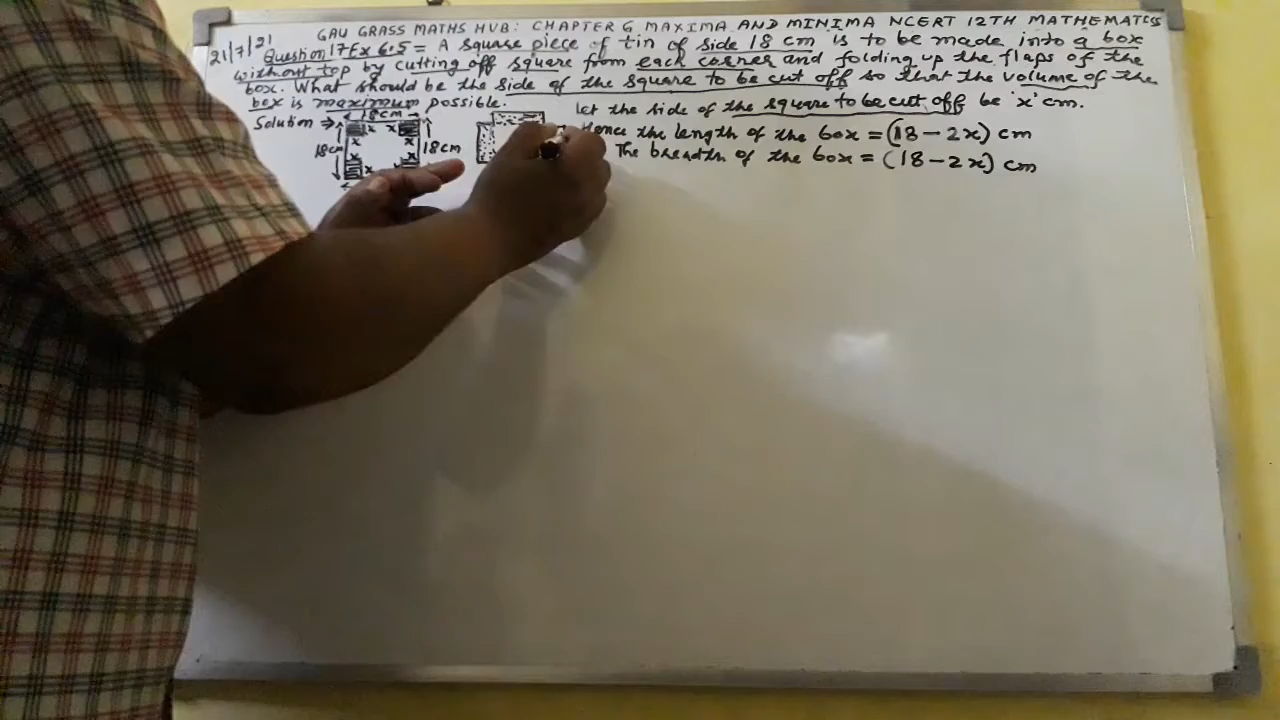 GAU GRASS MATHS HUB: CHAPTER 6 MAXIMA AND MINIMA NCERT 12TH MATHEMATICS
21/7/21 Question 17 Ex 6.5 = A square piece of tin of side 18 cm is to be made into a box
without top by cutting off square from each corner and folding up the flaps of the
box. What should be the side of the square to be cut off so that the volume of the
box is maximum possible.
Solution →
18cm
x x
18cm
x x
18cm
x
Let the side of the square to be cut off be 'x' cm.
Hence the length of the box = (18 - 2x) cm
The breadth of the box = (18 - 2x) cm